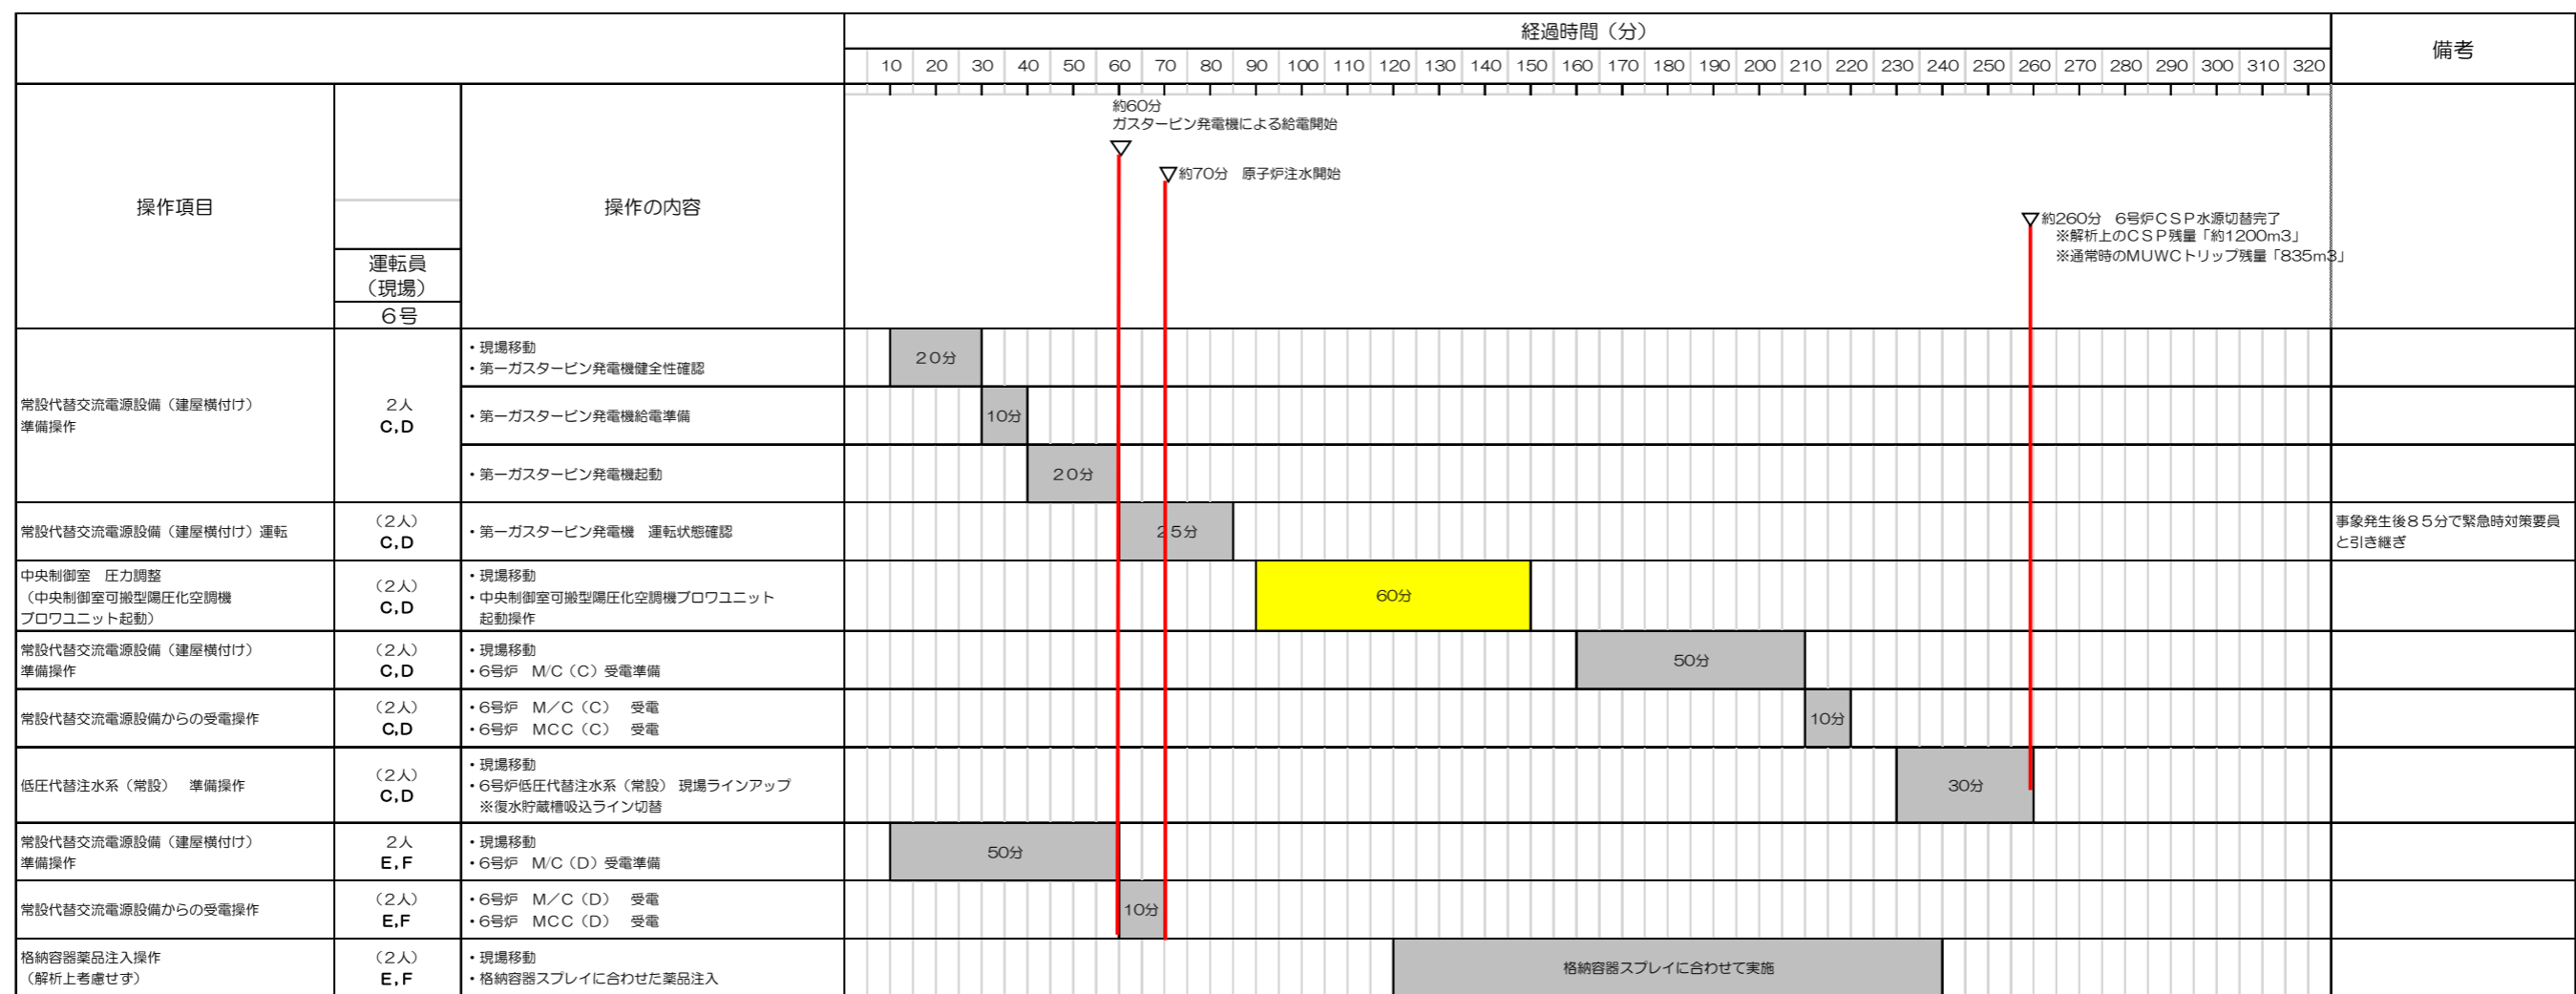 経過時間（分）
備考
10 20 30 40 50 60 70 80 90 100 110 120 130 140 150 160 170 180 190 200 210 220 230 240 250 260 270 280 290 300 310 320
操作項目
運転員
（現場）
6号
操作の内容
約60分
ガスタービン発電機による給電開始
約70分　原子炉注水開始
約260分　6号炉CSP水源切替完了
※解析上のCSP残量「約1200m3」
※通常時のMUWCトリップ残量「835m3」
常設代替交流電源設備（建屋横付け）
準備操作
2人
C,D
・現場移動
・第一ガスタービン発電機健全性確認
20分
・第一ガスタービン発電機給電準備
10分
・第一ガスタービン発電機起動
20分
常設代替交流電源設備（建屋横付け）運転
（2人）
C,D
・第一ガスタービン発電機　運転状態確認
25分
事象発生後85分で緊急時対策要員
と引き継ぎ
中央制御室　圧力調整
（中央制御室可搬型陽圧化空調機
ブロワユニット起動）
（2人）
C,D
・現場移動
・中央制御室可搬型陽圧化空調機ブロワユニット
起動操作
60分
常設代替交流電源設備（建屋横付け）
準備操作
（2人）
C,D
・現場移動
・6号炉　M/C（C）受電準備
50分
常設代替交流電源設備からの受電操作
（2人）
C,D
・6号炉　M／C（C）　受電
・6号炉　MCC（C）　受電
10分
低圧代替注水系（常設）　準備操作
（2人）
C,D
・現場移動
・6号炉低圧代替注水系（常設）　現場ラインアップ
※復水貯蔵槽吸込ライン切替
30分
常設代替交流電源設備（建屋横付け）
準備操作
2人
E,F
・現場移動
・6号炉　M/C（D）受電準備
50分
常設代替交流電源設備からの受電操作
（2人）
E,F
・6号炉　M／C（D）　受電
・6号炉　MCC（D）　受電
10分
格納容器薬品注入操作
（解析上考慮せず）
（2人）
E,F
・現場移動
・格納容器スプレイに合わせた薬品注入
格納容器スプレイに合わせて実施